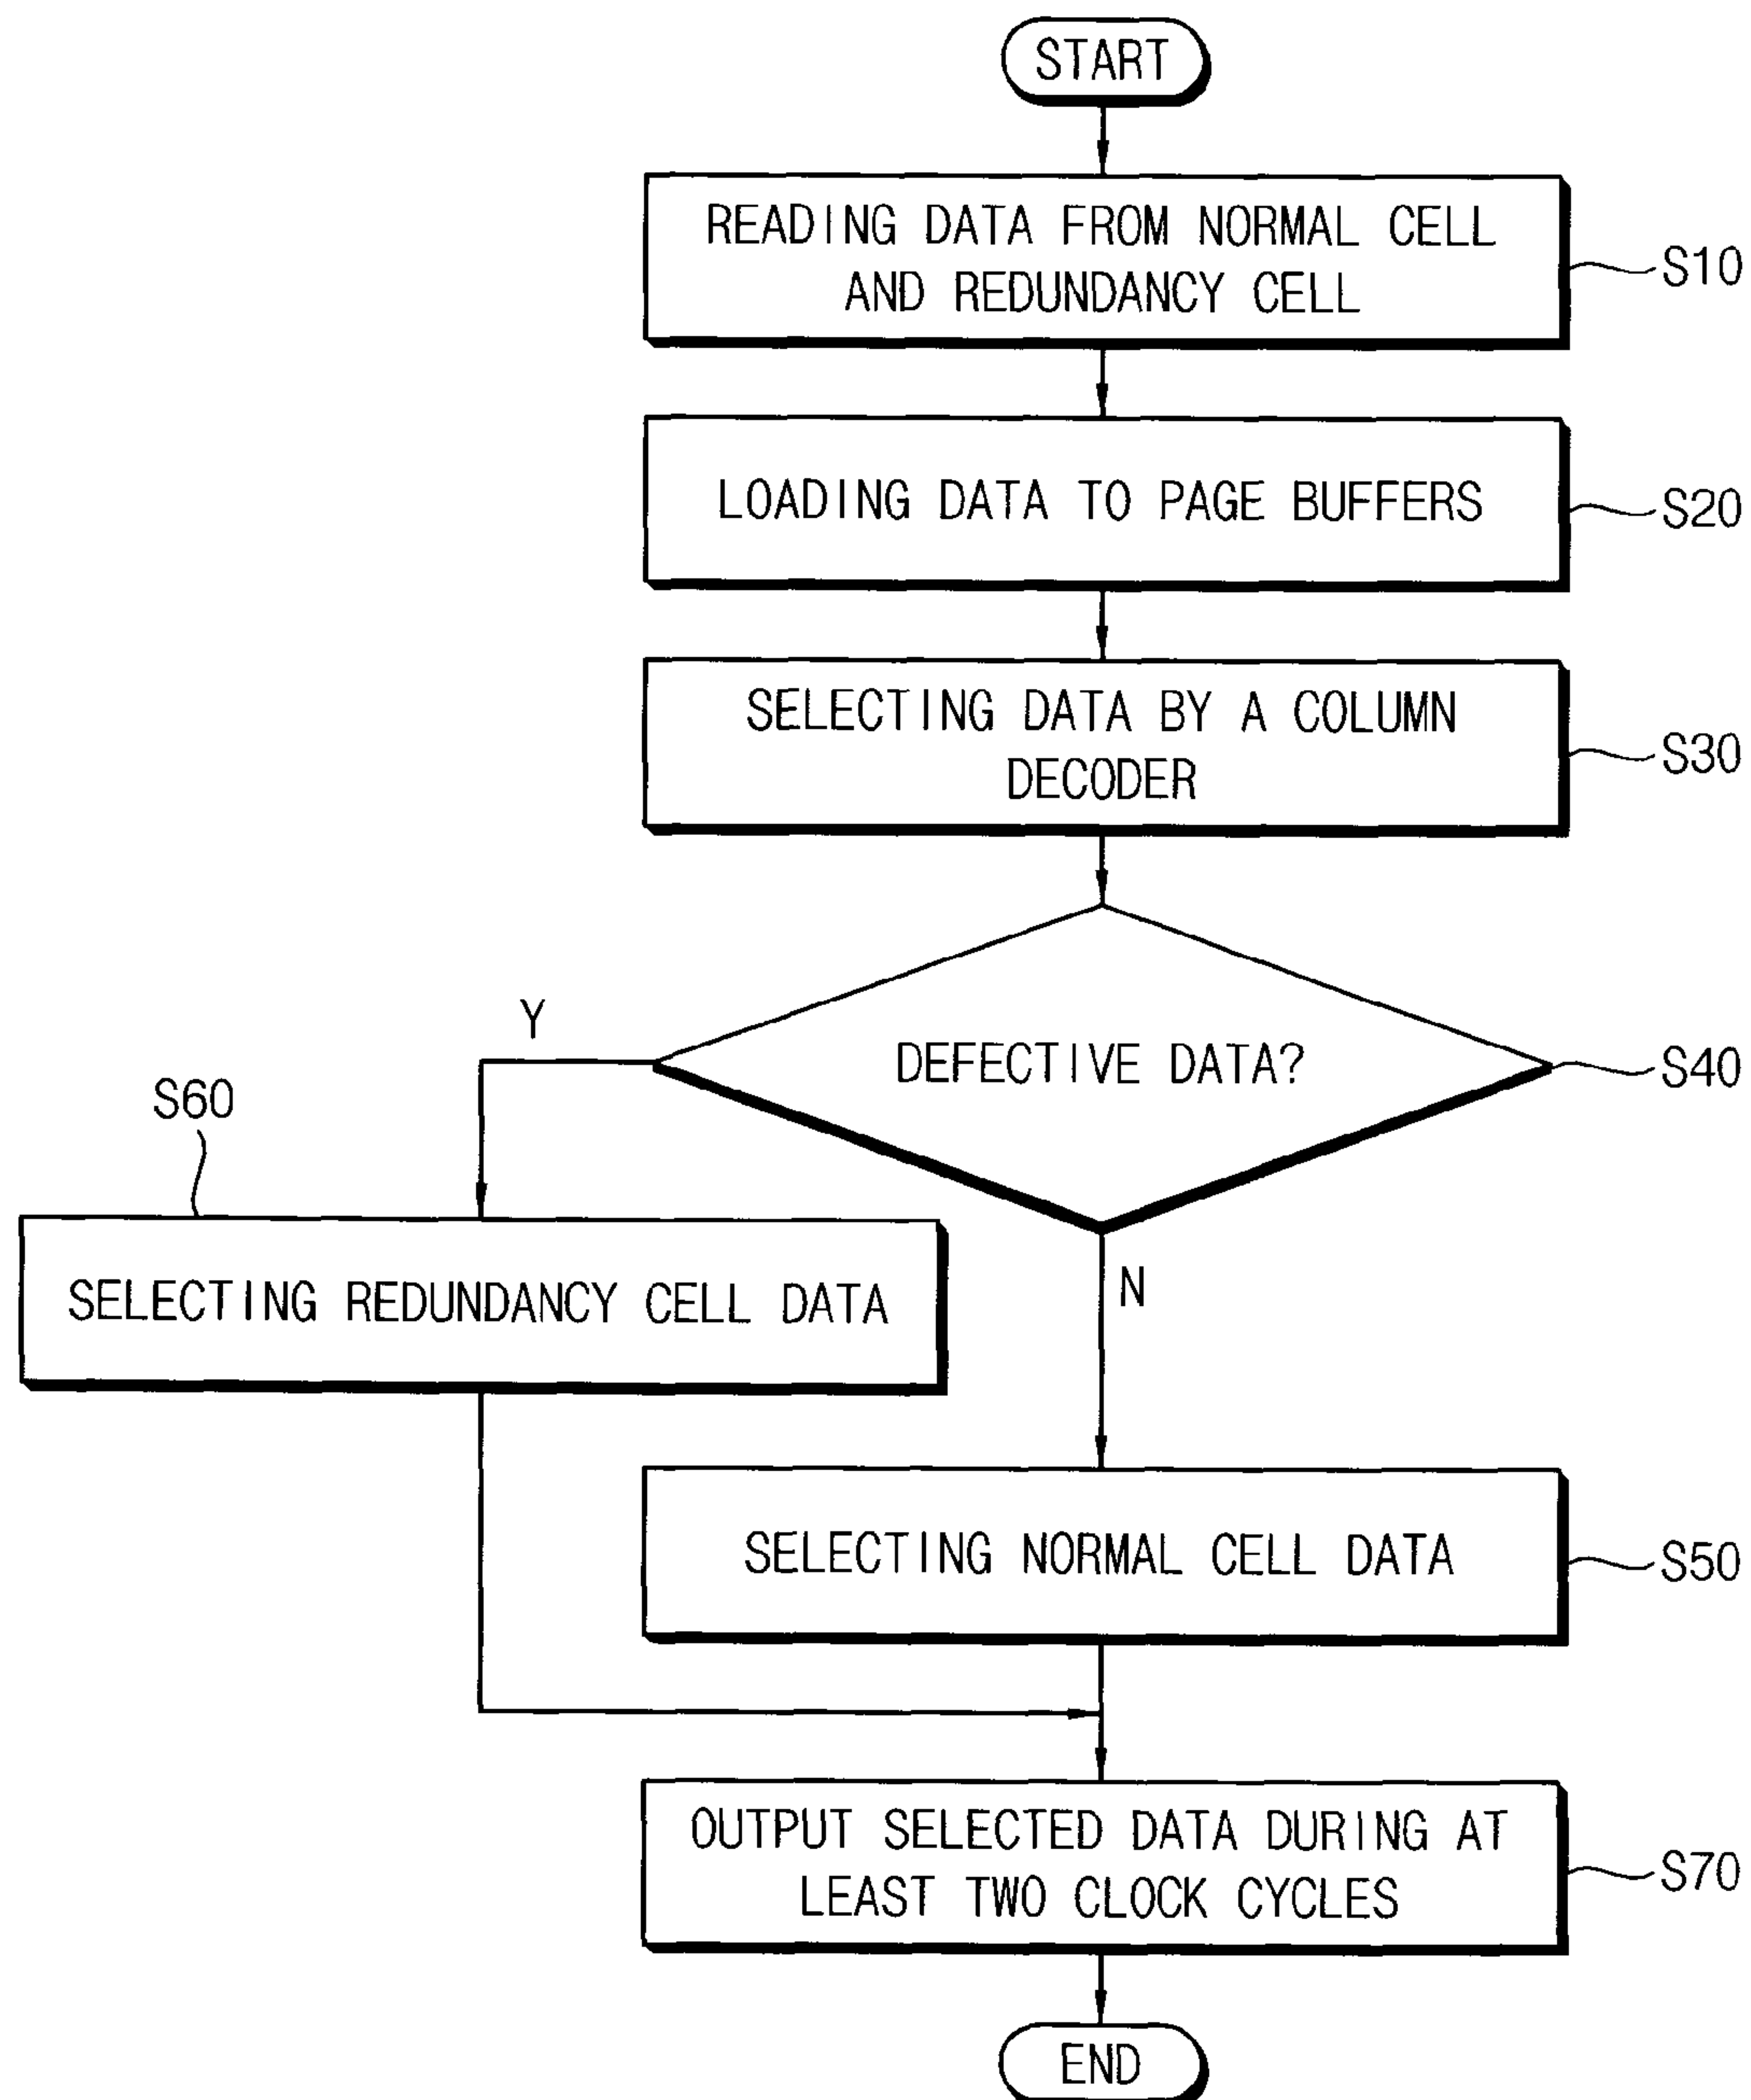 START
READING DATA FROM NORMAL CELL
AND REDUNDANCY CELL
S10
LOADING DATA TO PAGE BUFFERS
S20
SELECTING DATA BY A COLUMN
DECODER
S30
DEFECTIVE DATA?
S40
Y
N
S60
SELECTING REDUNDANCY CELL DATA
SELECTING NORMAL CELL DATA
S50
OUTPUT SELECTED DATA DURING AT
LEAST TWO CLOCK CYCLES
S70
END